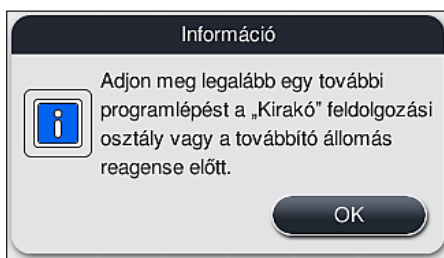 Információ
Adjon meg legalább egy további
programlépést a „Kirakó” feldolgozási
osztály vagy a továbbító állomás
reagense előtt.
OK